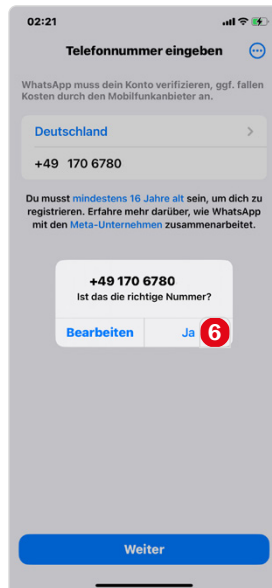 02:21
Telefonnummer eingeben
WhatsApp muss dein Konto verifizieren, ggf. fallen
Kosten durch den Mobilfunkanbieter an.
Deutschland
+49 170 6780
Du musst mindestens 16 Jahre alt sein, um dich zu
registrieren. Erfahre mehr darüber, wie WhatsApp
mit den Meta-Unternehmen zusammenarbeitet.
+49 170 6780
Ist das die richtige Nummer?
Bearbeiten Ja 6
Weiter